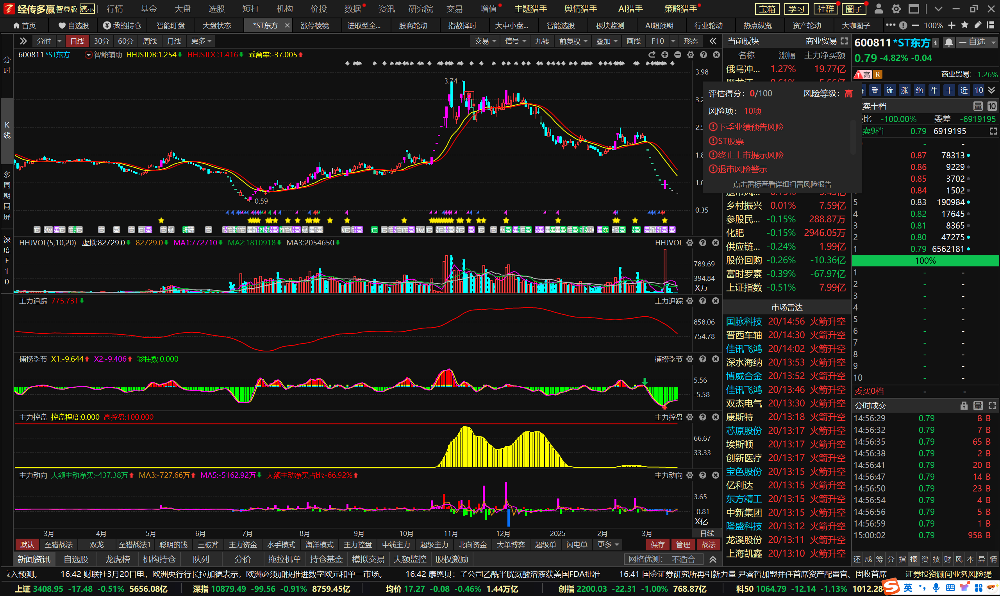 经传多赢 智尊版 演示 行情 基金 大盘 选股 短打 机构 价投 数据 资讯 研究院 交易 增值 主题猎手 舆情猎手 AI猎手 策略猎手 宝箱 学习 社群 圈子
首页 自选股 我的持仓 智能盯盘 大盘状态 *ST东方 涨停棱镜 进取型全... 股商轮动 指数择时 大中小盘... 智能选股 板块监测 AI超预期 行业轮动 热点纵览 资产轮动 大咖圈子 100%
分时 日线 30分 60分 周线 月线 更多 交易 信号 九转 前复权 叠加 画线 F10 形态
分时
K线
多周期同屏
深度F10
600811 *ST东方 智能辅助 HHJSJDB:1.254 HHJSJDC:1.416 乖离率:-37.005
3.98
3.74
0.59
0.35
HHJVOL(5,10,20) 虚拟:82729.0 82729.0 MA1:772710 MA2:1810918 MA3:2054650 HHJVOL
789.69
394.84
X万
主力追踪 775.731 主力追踪
858.06
754.78
捕捞季节 X1:-9.644 X2:-9.406 彩柱数:0.000 捕捞季节
5.56
-5.58
主力控盘 控盘程度:0.000 高控盘:100.000 主力控盘
66.67
33.33
主力动向 大额主动净买:-437.38万 MA3:-727.66万 MA5:-5162.92万 大额主动净买占比:-66.92% 主力动向
3.65
-0.81
X亿
3月 4月 5月 6月 7月 8月 9月 10月 11月 12月 2025 2月 3月 日线
默认 至猎战法 双龙 至猎战法1 聪明的钱 三板斧 主力资金 水手模式 海洋模式 主力控盘 中线主力 超级主力 北向资金 大单博弈 超级单 闪电单 更多 保存 管理 战法
新闻资讯 自选股 龙虎榜 机构持仓 队列 分价 拖拉机单 持仓基金 模拟交易 大额监控 股权激励 网格优测： 不适合
当前板块 商业贸易
名称 涨幅 主力净买额
俄乌冲... 1.27% 19.77亿
评估得分： 0/100 风险等级： 高
风险项： 10项
下季业绩预告风险
ST股票
终止上市提示风险
退市风险警示
点击雷标查看详细扫雷风险报告
乡村振兴 0.01% 7.59亿
参股民... -0.15% 288.87万
化肥 -0.15% 2946.05万
供应链... -0.24% 1.99亿
股份回购 -0.26% -10.36亿
富时罗素 -0.39% -67.97亿
上证指数 -0.51% 7.99亿
市场雷达
国脉科技 20/14:56 火箭升空
晋西车轴 20/14:30 火箭升空
佳讯飞鸿 20/14:02 火箭升空
深水海纳 20/13:53 火箭升空
博威合金 20/13:52 火箭升空
佳讯飞鸿 20/13:46 火箭升空
双杰电气 20/13:30 火箭升空
康斯特 20/13:18 火箭升空
芯原股份 20/13:17 火箭升空
埃斯顿 20/13:17 火箭升空
创新医疗 20/13:17 火箭升空
宝色股份 20/13:15 火箭升空
亿利达 20/13:15 火箭升空
东方精工 20/13:15 火箭升空
中新集团 20/13:15 火箭升空
隆盛科技 20/13:12 火箭升空
龙溪股份 20/13:11 火箭升空
上海凯鑫 20/13:10 火箭升空
600811 *ST东方 自选
0.79 -4.82% -0.04
高 R 商业贸易: -1.26%
受 流 涨 绝 牛 十 近 10
卖十档 量 10
比 -100.00% 委差 -6919195
卖9档 0.79 6919195
- -
0.87 78313
0.86 9229
0.85 3702
0.84 1502
5 0.83 190984
4 0.82 17645
3 0.81 8365
2 0.80 47275
1 0.79 6562181
100%
1 - -
2 - -
3 - -
4 - -
5 - -
6 - -
7 - -
8 - -
9 - -
10 - -
委买0档 - -
分时成交 量
14:56:29 0.79 8 B
14:56:32 0.79 7 B
14:56:35 0.79 65 B
14:56:38 0.79 2 B
14:56:41 0.79 20 B
14:56:47 0.79 14 B
14:56:50 0.79 23 B
14:56:54 0.79 4 B
14:56:56 0.79 5 B
14:56:59 0.79 1 B
15:00:02 0.79 958 B
还 成 筹 分 指 报 资 技 财 风 本 异 情
入预测。 16:42 财联社3月20日电，欧洲央行行长拉加德表示，欧洲必须加快推进数字欧元和单一市场。 16:42 康恩贝：子公司乙酰半胱氨酸溶液获美国FDA批准 16:41 国金证券研究所再引新力量 尹睿哲加盟并任首席资产配置官、固收首席 证券投资顾问业务风险提
上证 3408.95 -17.48 -0.51% 5656.08亿 深指 10879.49 -99.56 -0.91% 8759.45亿 均价 17.27 -0.08 -0.46% 1.44万亿 创指 2200.03 -22.31 -1.00% 768.87亿 科50 1064.79 -12.14 -1.13% 1012.28 英